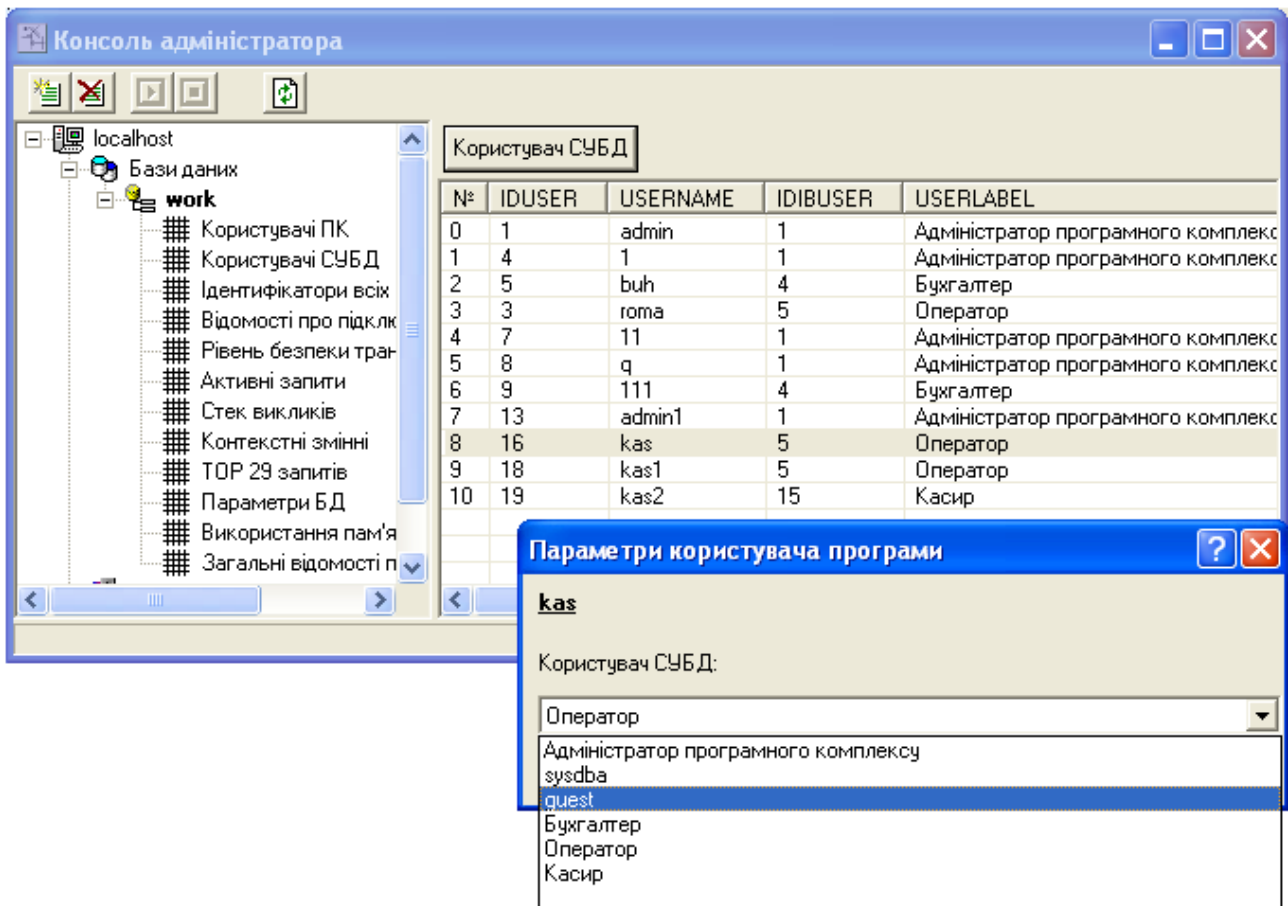 Консоль адміністратора
localhost
Бази даних
work
Користувачі ПК
Користувачі СУБД
Ідентифікатори всіх
Відомості про підклю
Рівень безпеки тран
Активні запити
Стек викликів
Контекстні змінні
TOP 29 запитів
Параметри БД
Використання пам'я
Загальні відомості п
Користувач СУБД
№ IDUSER USERNAME IDIBUSER USERLABEL
0 1 admin 1 Адміністратор програмного комплекс
1 4 1 1 Адміністратор програмного комплекс
2 5 buh 4 Бухгалтер
3 3 roma 5 Оператор
4 7 11 1 Адміністратор програмного комплекс
5 8 q 1 Адміністратор програмного комплекс
6 9 111 4 Бухгалтер
7 13 admin1 1 Адміністратор програмного комплекс
8 16 kas 5 Оператор
9 18 kas1 5 Оператор
10 19 kas2 15 Касир
Параметри користувача програми
kas
Користувач СУБД:
Оператор
Адміністратор програмного комплексу
sysdba
guest
Бухгалтер
Оператор
Касир